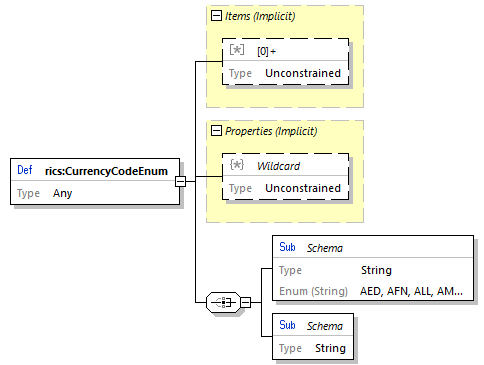 Items (Implicit)
[*] [0]+
Type Unconstrained
Properties (Implicit)
{*} Wildcard
Type Unconstrained
Def rics:CurrencyCodeEnum
Type Any
Sub Schema
Type String
Enum (String) AED, AFN, ALL, AM...
Sub Schema
Type String